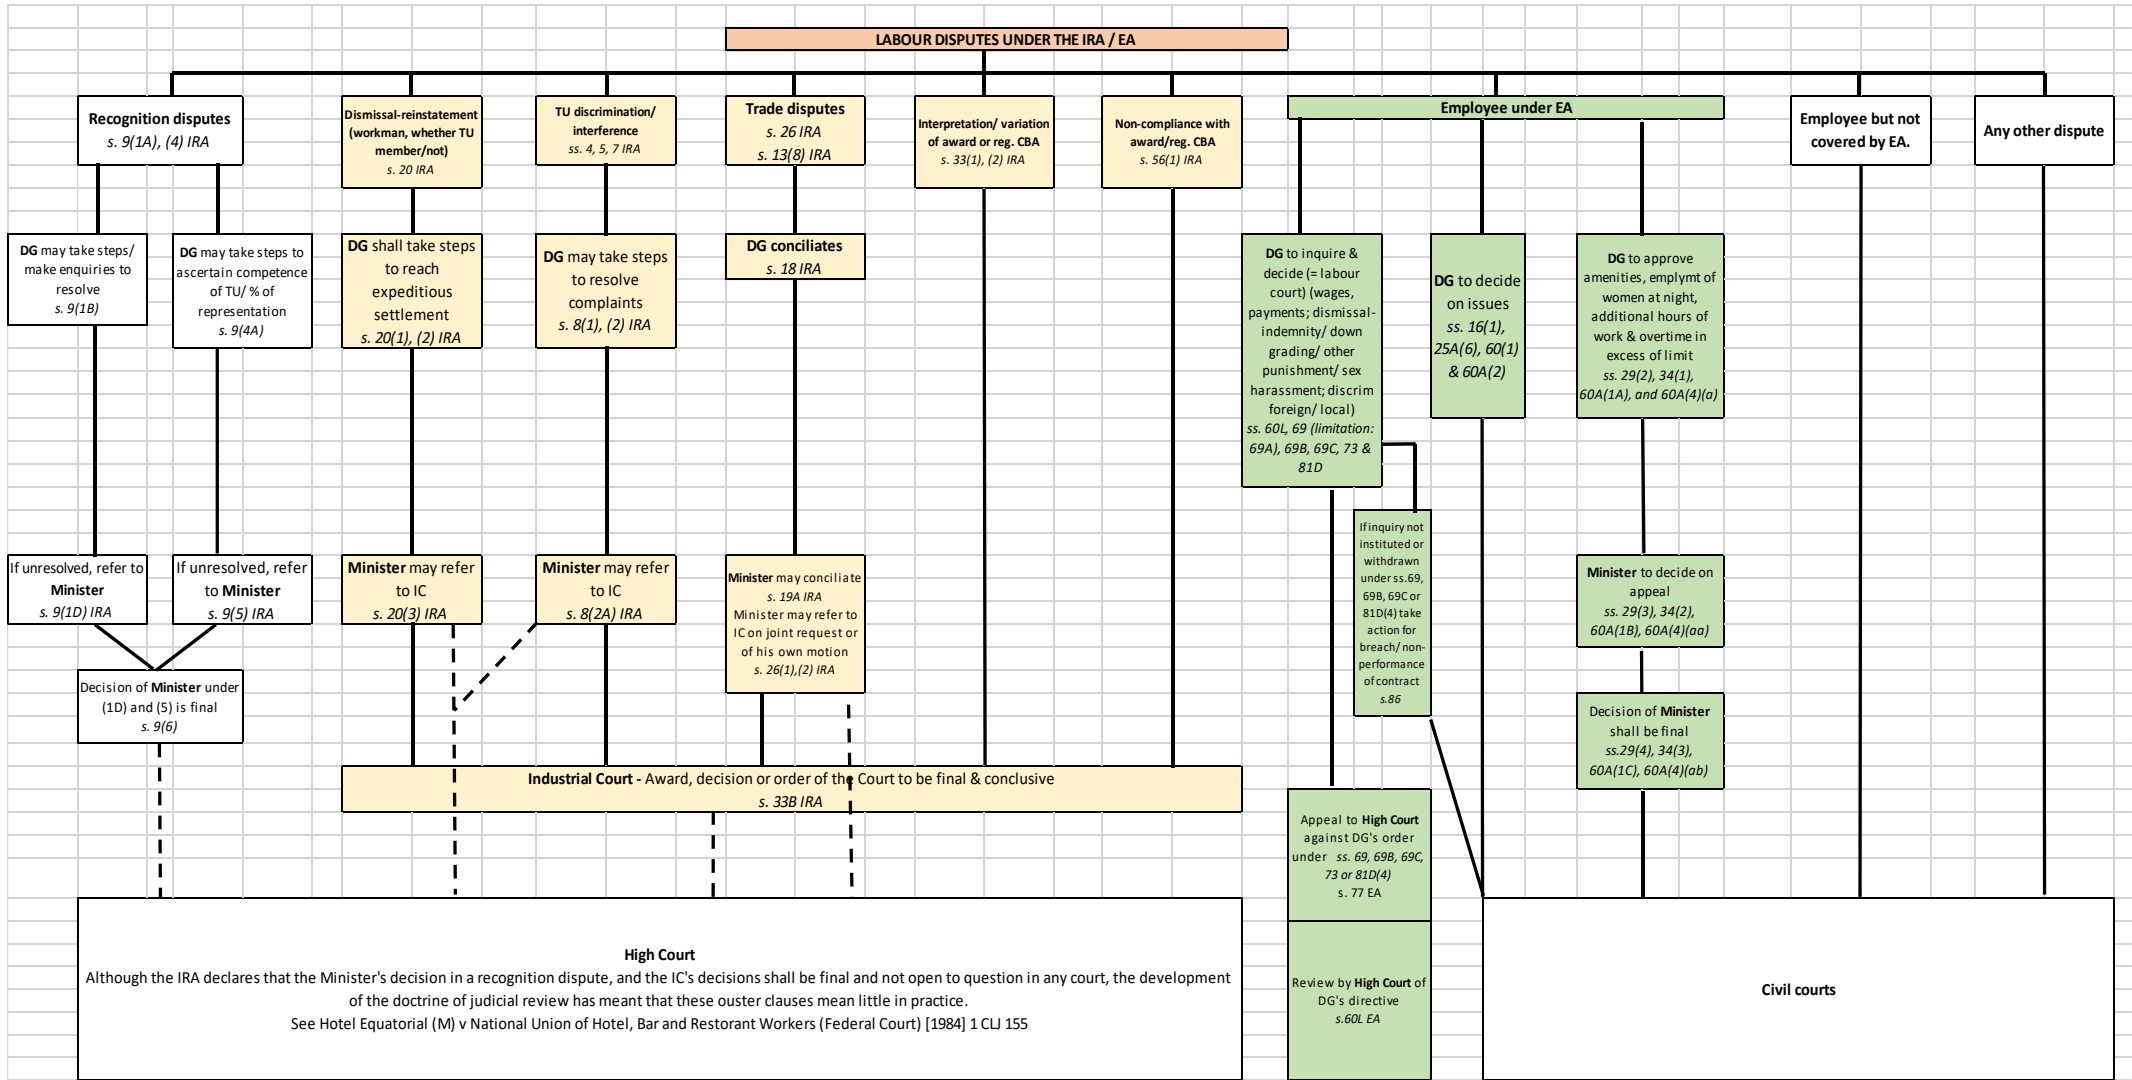 LABOUR DISPUTES UNDER THE IRA / EA
Recognition disputes
s. 9(1A), (4) IRA
Dismissal-reinstatement
(workman, whether TU
member/not)
s. 20 IRA
TU discrimination/
interference
ss. 4, 5, 7 IRA
Trade disputes
s. 26 IRA
s. 13(8) IRA
Interpretation/ variation
of award or reg. CBA
s. 33(1), (2) IRA
Non-compliance with
award/reg. CBA
s. 56(1) IRA
Employee under EA
Employee but not
covered by EA.
Any other dispute
DG may take steps/
make enquiries to
resolve
s. 9(1B)
DG may take steps to
ascertain competence
of TU/ % of
representation
s. 9(4A)
DG shall take steps
to reach
expeditious
settlement
s. 20(1), (2) IRA
DG may take steps
to resolve
complaints
s. 8(1), (2) IRA
DG conciliates
s. 18 IRA
DG to inquire &
decide (= labour
court) (wages,
payments; dismissal-
indemnity/ down
grading/ other
punishment/ sex
harassment; discrim
foreign/ local)
ss. 60L, 69 (limitation:
69A), 69B, 69C, 73 &
81D
DG to decide
on issues
ss. 16(1),
25A(6), 60(1)
& 60A(2)
DG to approve
amenities, emplymt of
women at night,
additional hours of
work & overtime in
excess of limit
ss. 29(2), 34(1),
60A(1A), and 60A(4)(a)
If inquiry not
instituted or
withdrawn
under ss.69,
69B, 69C or
81D(4) take
action for
breach/ non-
performance
of contract
s.86
If unresolved, refer to
Minister
s. 9(1D) IRA
If unresolved, refer
to Minister
s. 9(5) IRA
Minister may refer
to IC
s. 20(3) IRA
Minister may refer
to IC
s. 8(2A) IRA
Minister may conciliate
s. 19A IRA
Minister may refer to
IC on joint request or
of his own motion
s. 26(1),(2) IRA
Minister to decide on
appeal
ss. 29(3), 34(2),
60A(1B), 60A(4)(aa)
Decision of Minister under
(1D) and (5) is final
s. 9(6)
Decision of Minister
shall be final
ss.29(4), 34(3),
60A(1C), 60A(4)(ab)
Industrial Court - Award, decision or order of the Court to be final & conclusive
s. 33B IRA
Appeal to High Court
against DG's order
under ss. 69, 69B, 69C,
73 or 81D(4)
s. 77 EA
Review by High Court of
DG's directive
s.60L EA
High Court
Although the IRA declares that the Minister's decision in a recognition dispute, and the IC's decisions shall be final and not open to question in any court, the development
of the doctrine of judicial review has meant that these ouster clauses mean little in practice.
See Hotel Equatorial (M) v National Union of Hotel, Bar and Restorant Workers (Federal Court) [1984] 1 CLJ 155
Civil courts